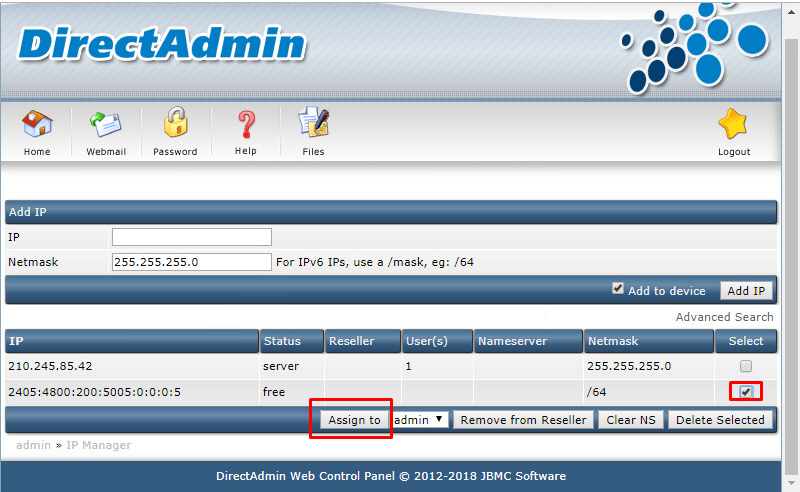 DirectAdmin
Home Webmail Password Help Files Logout
Add IP
IP
Netmask 255.255.255.0 For IPv6 IPs, use a /mask, eg: /64
Add to device Add IP
Advanced Search
IP Status Reseller User(s) Nameserver Netmask Select
210.245.85.42 server 1 255.255.255.0
2405:4800:200:5005:0:0:0:5 free /64
Assign to admin Remove from Reseller Clear NS Delete Selected
admin » IP Manager
DirectAdmin Web Control Panel © 2012-2018 JBMC Software